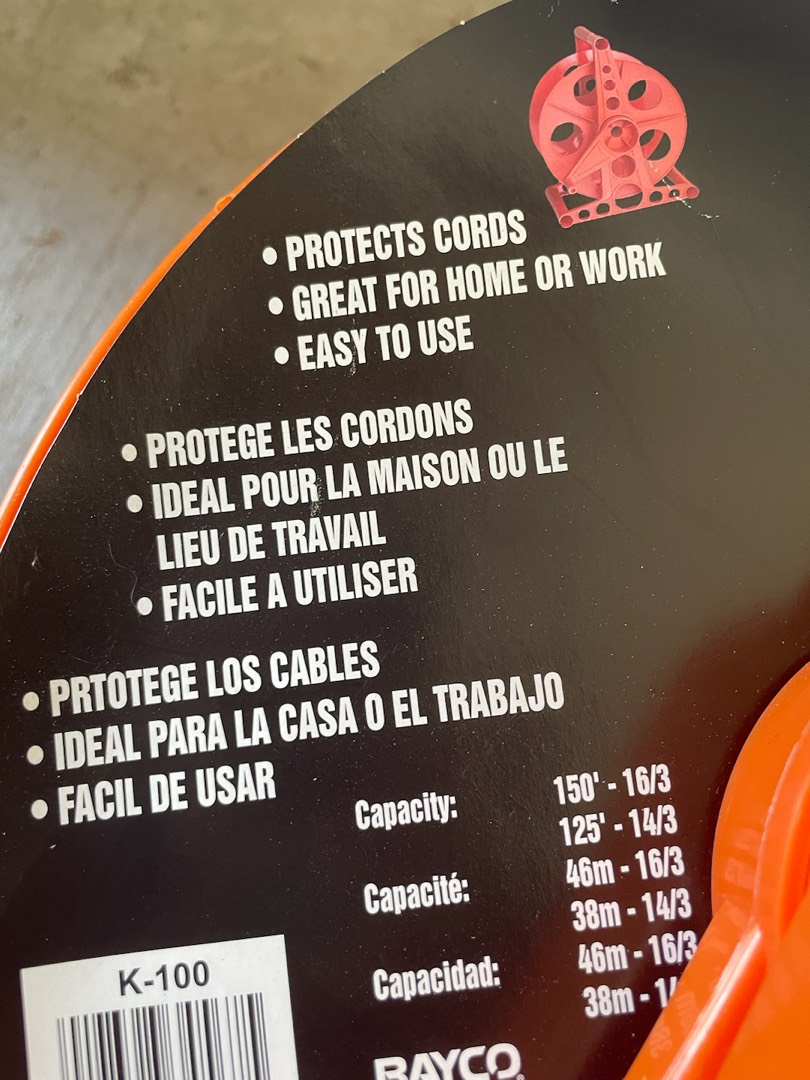 • PROTECTS CORDS
• GREAT FOR HOME OR WORK
• EASY TO USE
• PROTEGE LES CORDONS
• IDEAL POUR LA MAISON OU LE
LIEU DE TRAVAIL
• FACILE A UTILISER
• PRTOTEGE LOS CABLES
• IDEAL PARA LA CASA O EL TRABAJO
• FACIL DE USAR
Capacity: 150' - 16/3
125' - 14/3
Capacité: 46m - 16/3
38m - 14/3
Capacidad: 46m - 16/3
38m - 1
K-100
BAYCO